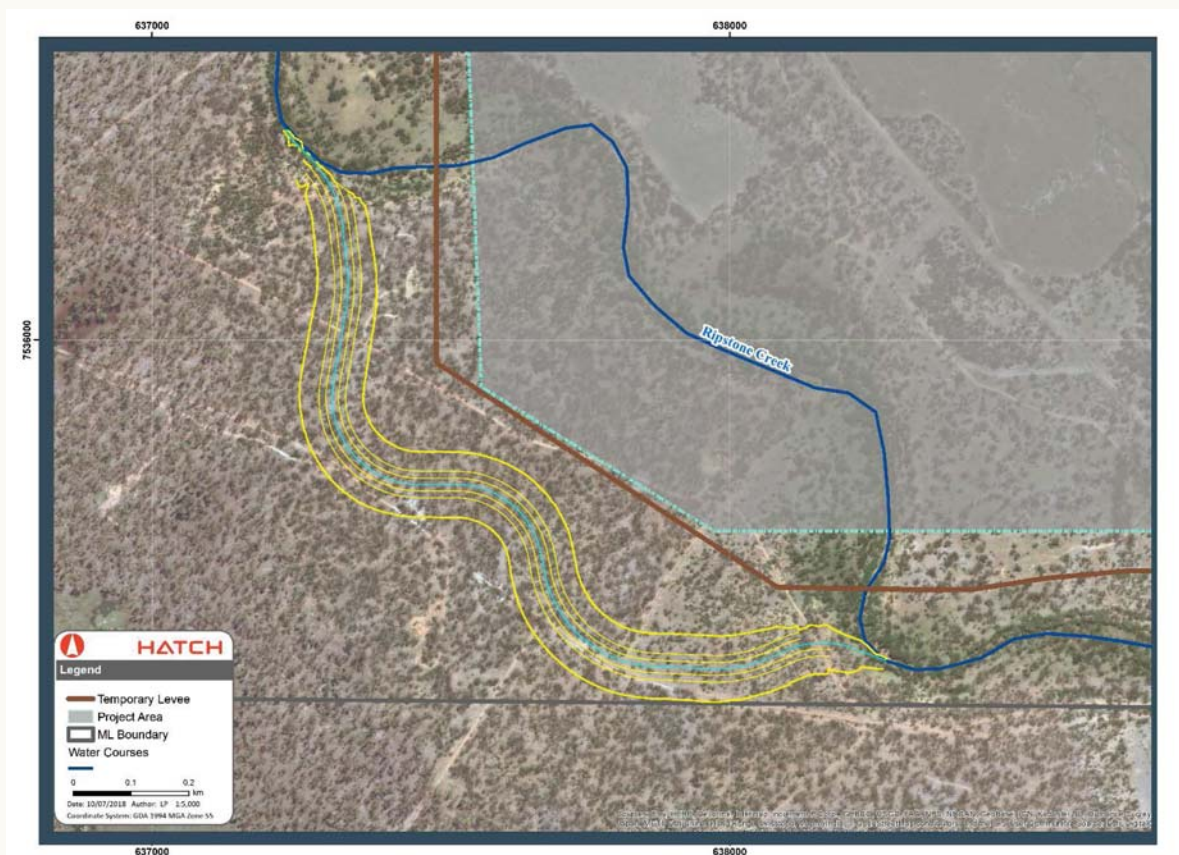 637000
638000
7536000
Ripstone Creek
HATCH
Legend
Temporary Levee
Project Area
ML Boundary
Water Courses
0 0.1 0.2
km
Date: 10/07/2018 Author: LP 1:5,000
Coordinate System: GDA 1994 MGA Zone 55
637000
638000